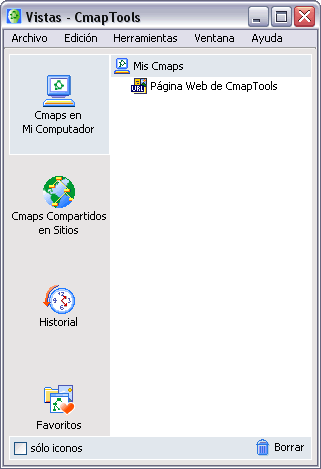 Vistas - CmapTools
Archivo Edición Herramientas Ventana Ayuda
Cmaps en
Mi Computador
Cmaps Compartidos
en Sitios
Historial
Favoritos
Mis Cmaps
URL Página Web de CmapTools
sólo iconos
Borrar